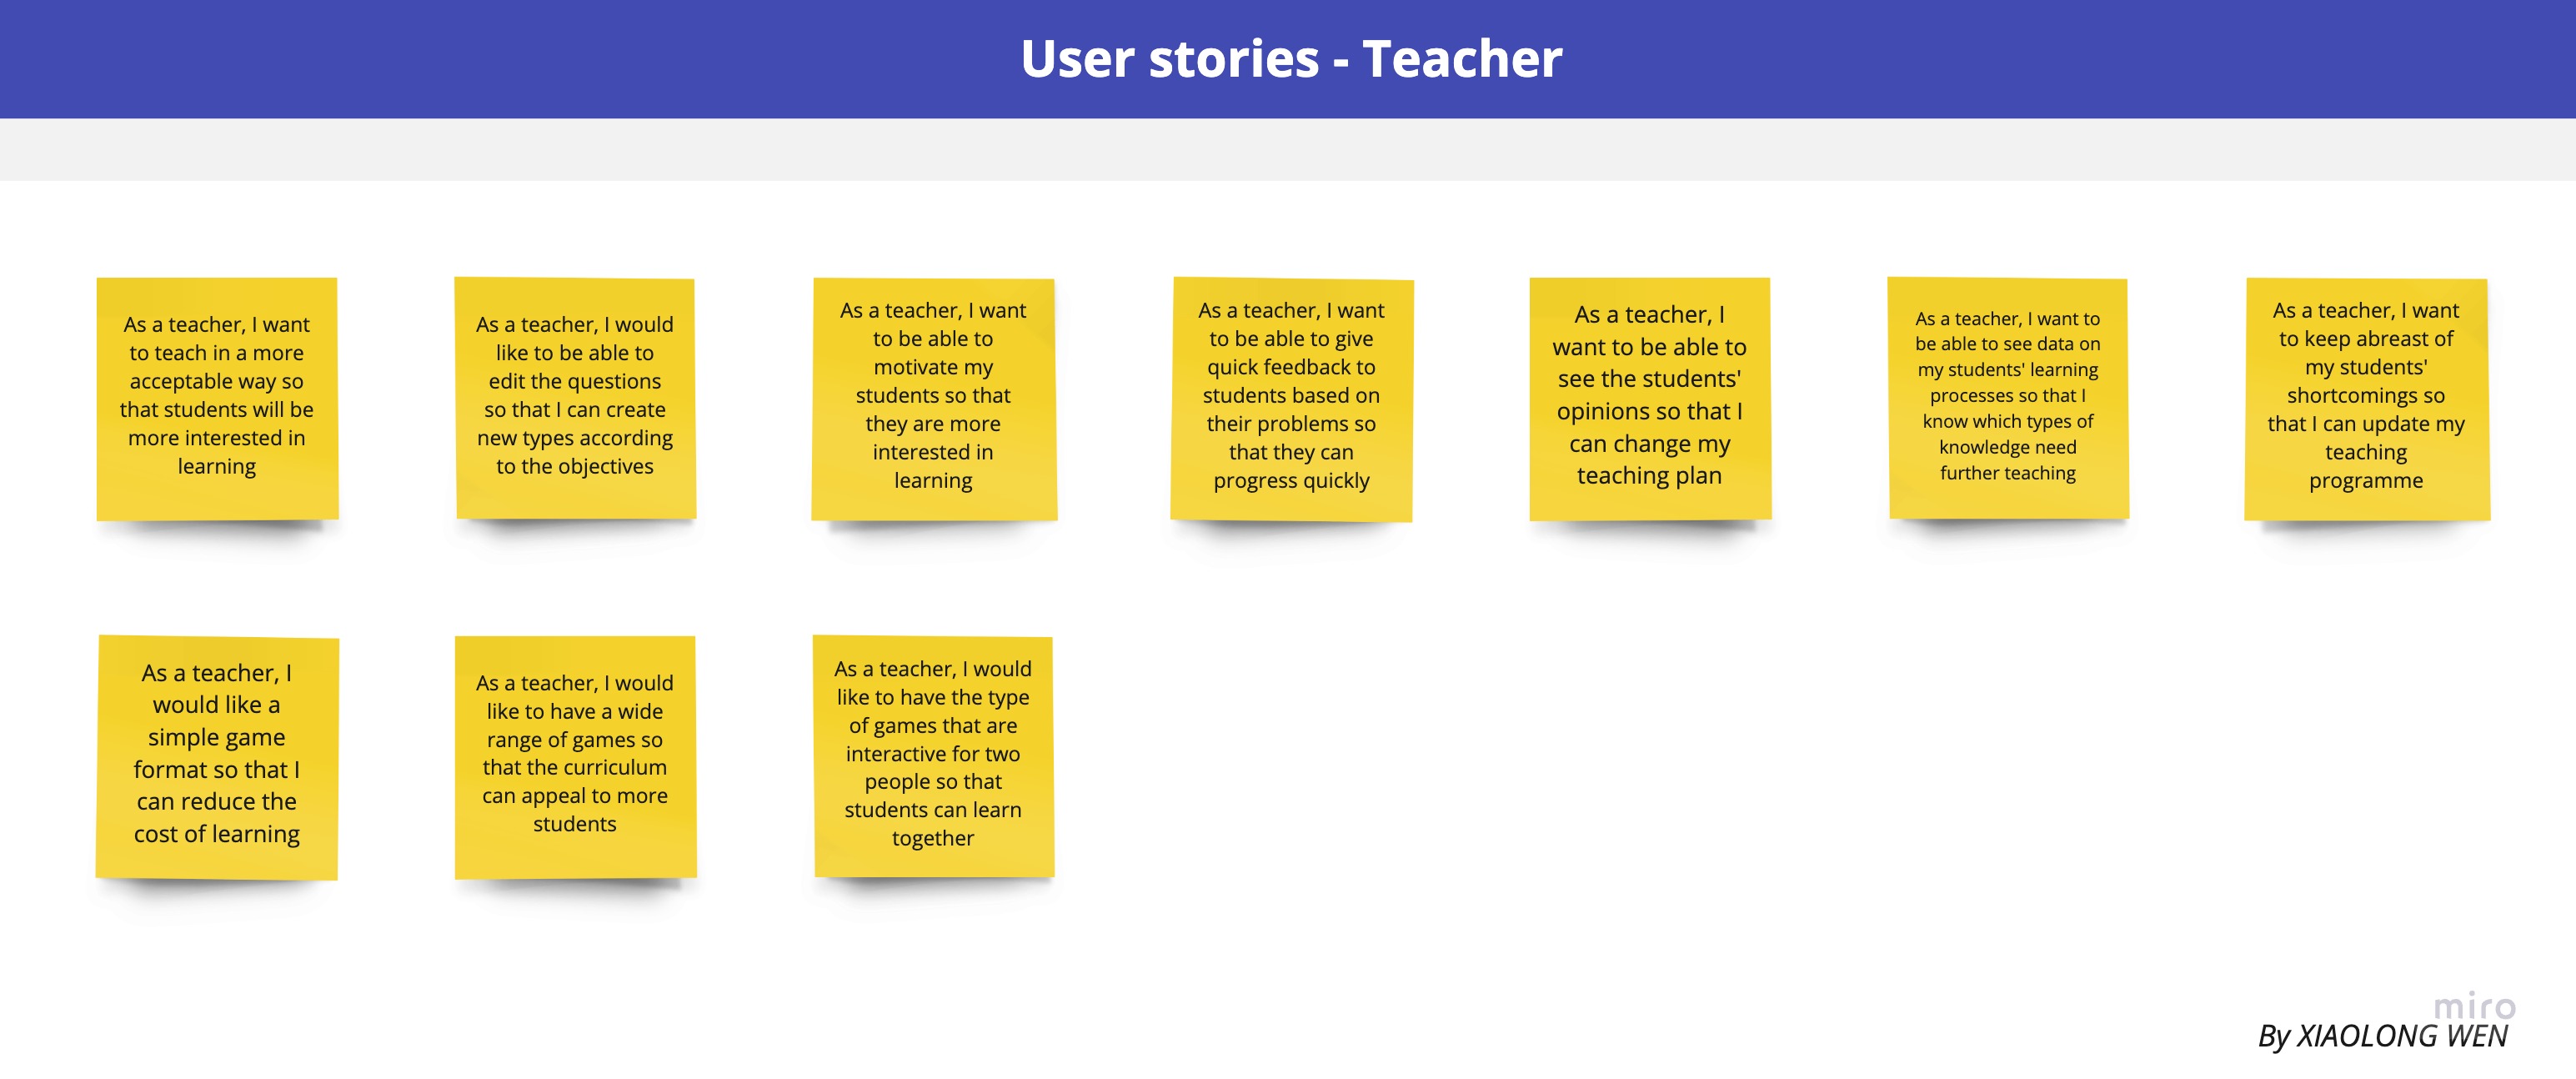 User stories - Teacher
As a teacher, I want
to teach in a more
acceptable way so
that students will be
more interested in
learning
As a teacher, I would
like to be able to
edit the questions
so that I can create
new types according
to the objectives
As a teacher, I want
to be able to
motivate my
students so that
they are more
interested in
learning
As a teacher, I want
to be able to give
quick feedback to
students based on
their problems so
that they can
progress quickly
As a teacher, I
want to be able to
see the students'
opinions so that I
can change my
teaching plan
As a teacher, I want to
be able to see data on
my students' learning
processes so that I
know which types of
knowledge need
further teaching
As a teacher, I want
to keep abreast of
my students'
shortcomings so
that I can update my
teaching
programme
As a teacher, I
would like a
simple game
format so that I
can reduce the
cost of learning
As a teacher, I would
like to have a wide
range of games so
that the curriculum
can appeal to more
students
As a teacher, I would
like to have the type
of games that are
interactive for two
people so that
students can learn
together
miro
By XIAOLONG WEN